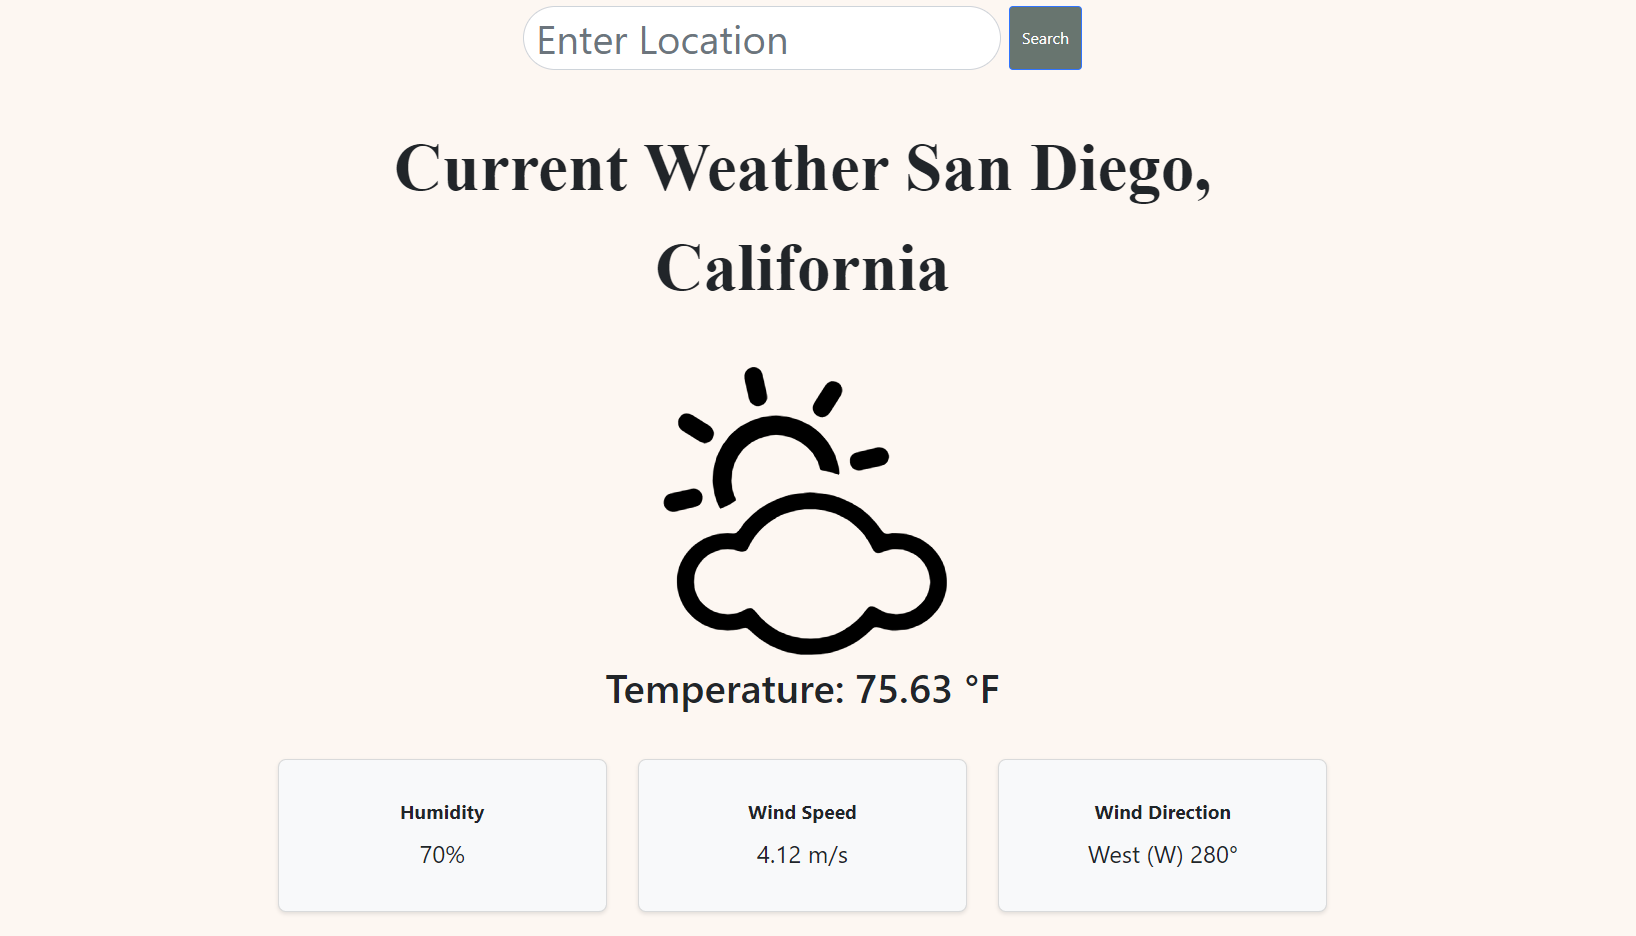 Enter Location
Search
Current Weather San Diego,
California
Temperature: 75.63 °F
Humidity
70%
Wind Speed
4.12 m/s
Wind Direction
West (W) 280°